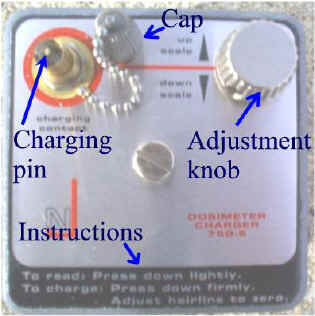 Cap
up
scale
down
scale
charging
contact
Charging
pin
Adjustment
knob
N
DOSIMETER
CHARGER
750-5
Instructions
To read: Press down lightly.
To charge: Press down firmly.
Adjust hairline to zero.